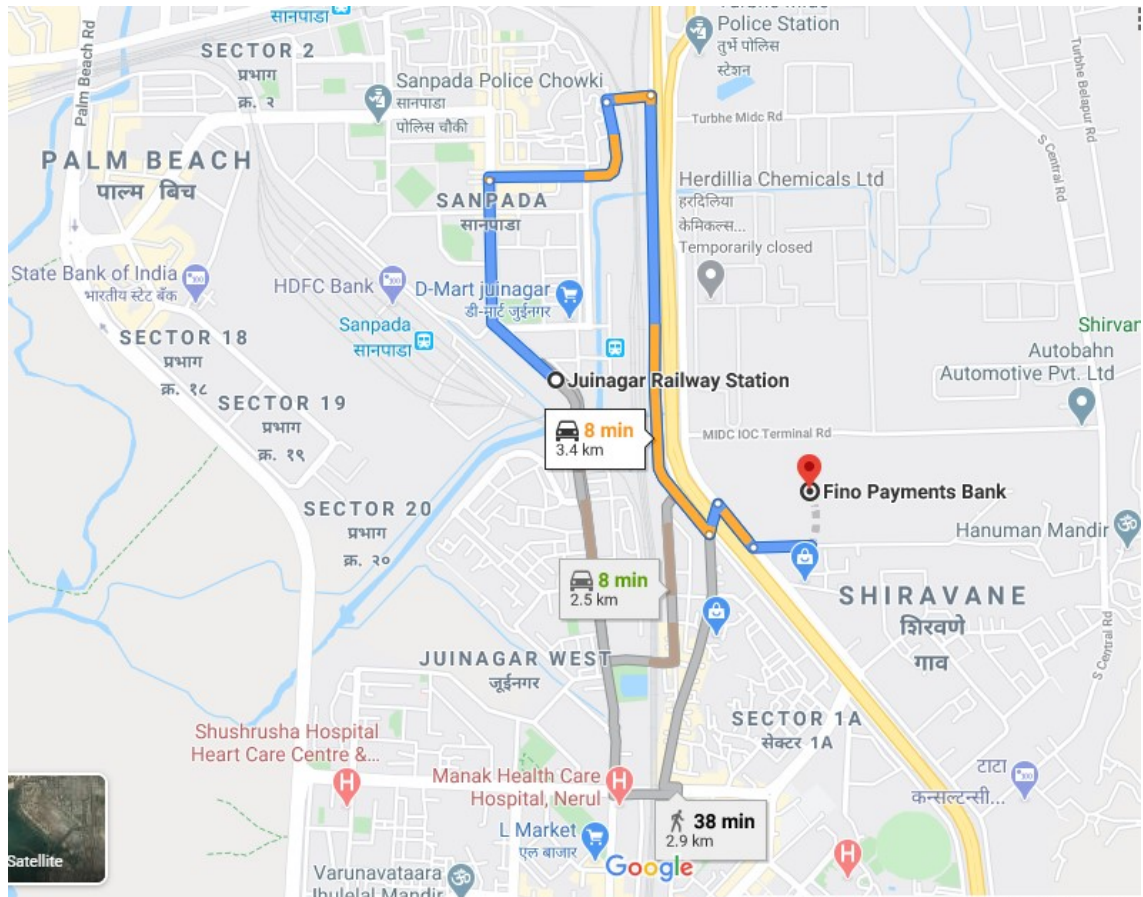 सानपाडा
Police Station
तुर्भे पोलिस
स्टेशन
SECTOR 2
प्रभाग
क्र. २
Palm Beach Rd
Sanpada Police Chowki
सानपाडा
पोलिस चौकी
Turbhe Midc Rd
Turbhe Belapur Rd
S Central Rd
PALM BEACH
पाल्म बिच
SANPADA
सानपाडा
Herdillia Chemicals Ltd
हरदिलिया
केमिकल्स...
Temporarily closed
State Bank of India
भारतीय स्टेट बँक
HDFC Bank
D-Mart juinagar
डी-मार्ट जुईनगर
Sanpada
सानपाडा
SECTOR 18
प्रभाग
क्र. १८
Shirvan
Autobahn
Automotive Pvt. Ltd
Juinagar Railway Station
SECTOR 19
प्रभाग
क्र. १९
8 min
3.4 km
MIDC IOC Terminal Rd
Fino Payments Bank
SECTOR 20
प्रभाग
क्र. २०
Hanuman Mandir
8 min
2.5 km
SHIRAVANE
शिरवणे
गाव
S Central Rd
JUINAGAR WEST
जूईनगर
SECTOR 1A
सेक्टर 1A
Shushrusha Hospital
Heart Care Centre &...
Manak Health Care
Hospital, Nerul
टाटा
कन्सल्टन्सी...
38 min
2.9 km
L Market
एल बाजार
Google
Satellite
Varunavataara
Jhulelal Mandir